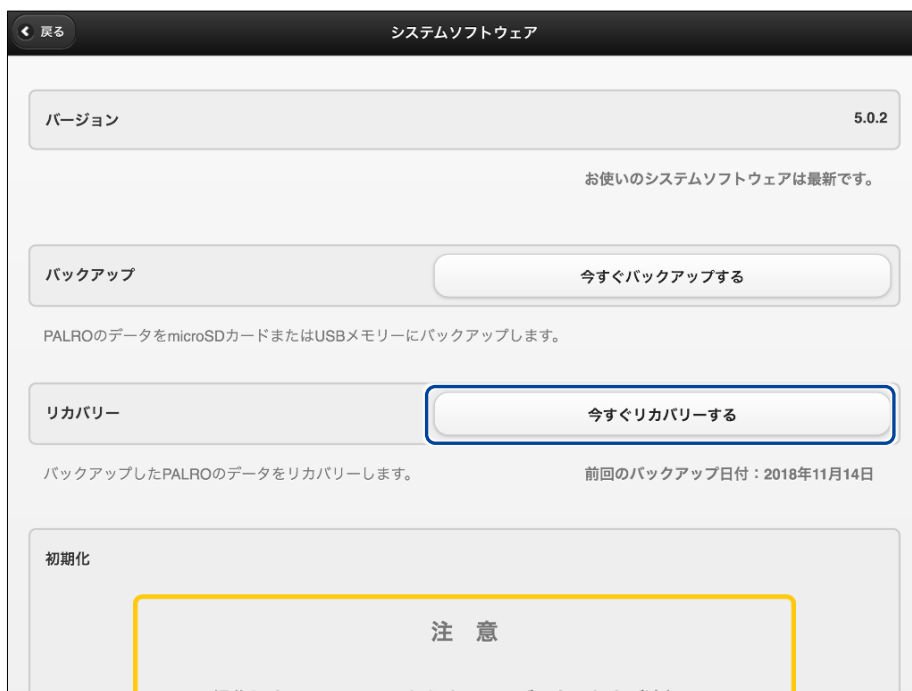 戻る
システムソフトウェア
バージョン 5.0.2
お使いのシステムソフトウェアは最新です。
バックアップ 今すぐバックアップする
PALROのデータをmicroSDカードまたはUSBメモリーにバックアップします。
リカバリー 今すぐリカバリーする
バックアップしたPALROのデータをリカバリーします。 前回のバックアップ日付：2018年11月14日
初期化
注 意